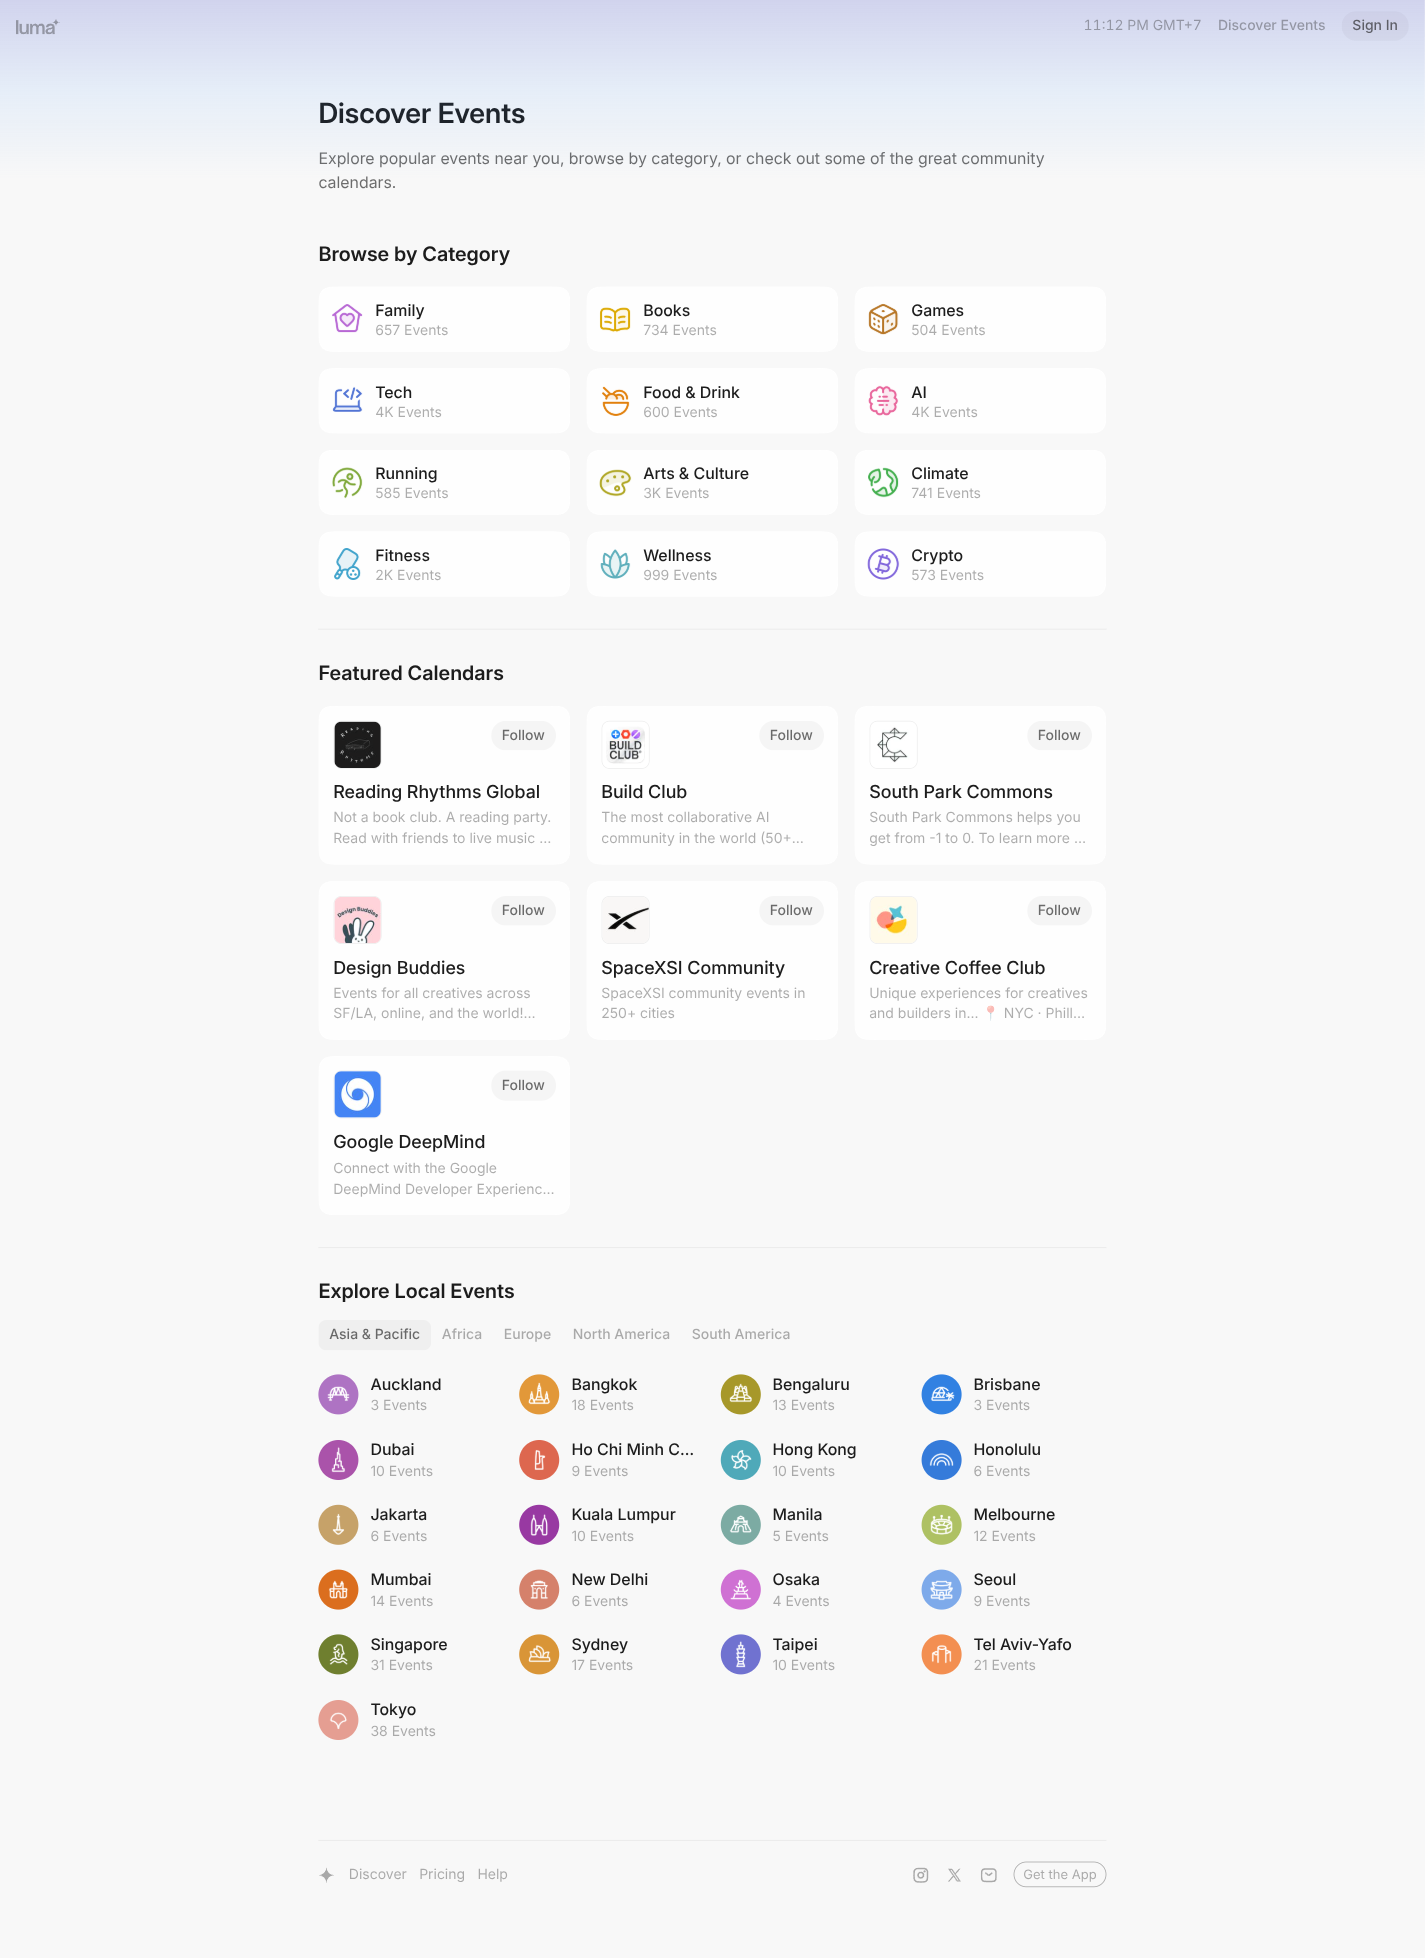 luma
11:12 PM GMT+7 Discover Events Sign In
Discover Events
Explore popular events near you, browse by category, or check out some of the great community
calendars.
Browse by Category
Family
657 Events
Books
734 Events
Games
504 Events
Tech
4K Events
Food & Drink
600 Events
AI
4K Events
Running
585 Events
Arts & Culture
3K Events
Climate
741 Events
Fitness
2K Events
Wellness
999 Events
Crypto
573 Events
Featured Calendars
Follow
Reading Rhythms Global
Not a book club. A reading party.
Read with friends to live music ...
BUILD
CLUB
Follow
Build Club
The most collaborative AI
community in the world (50+...
Follow
South Park Commons
South Park Commons helps you
get from -1 to 0. To learn more ...
Design Buddies
Follow
Design Buddies
Events for all creatives across
SF/LA, online, and the world!...
Follow
SpaceXSI Community
SpaceXSI community events in
250+ cities
Follow
Creative Coffee Club
Unique experiences for creatives
and builders in... 📍 NYC · Phill...
Follow
Google DeepMind
Connect with the Google
DeepMind Developer Experienc...
Explore Local Events
Asia & Pacific Africa Europe North America South America
Auckland
3 Events
Bangkok
18 Events
Bengaluru
13 Events
Brisbane
3 Events
Dubai
10 Events
Ho Chi Minh C...
9 Events
Hong Kong
10 Events
Honolulu
6 Events
Jakarta
6 Events
Kuala Lumpur
10 Events
Manila
5 Events
Melbourne
12 Events
Mumbai
14 Events
New Delhi
6 Events
Osaka
4 Events
Seoul
9 Events
Singapore
31 Events
Sydney
17 Events
Taipei
10 Events
Tel Aviv-Yafo
21 Events
Tokyo
38 Events
Discover Pricing Help
Get the App